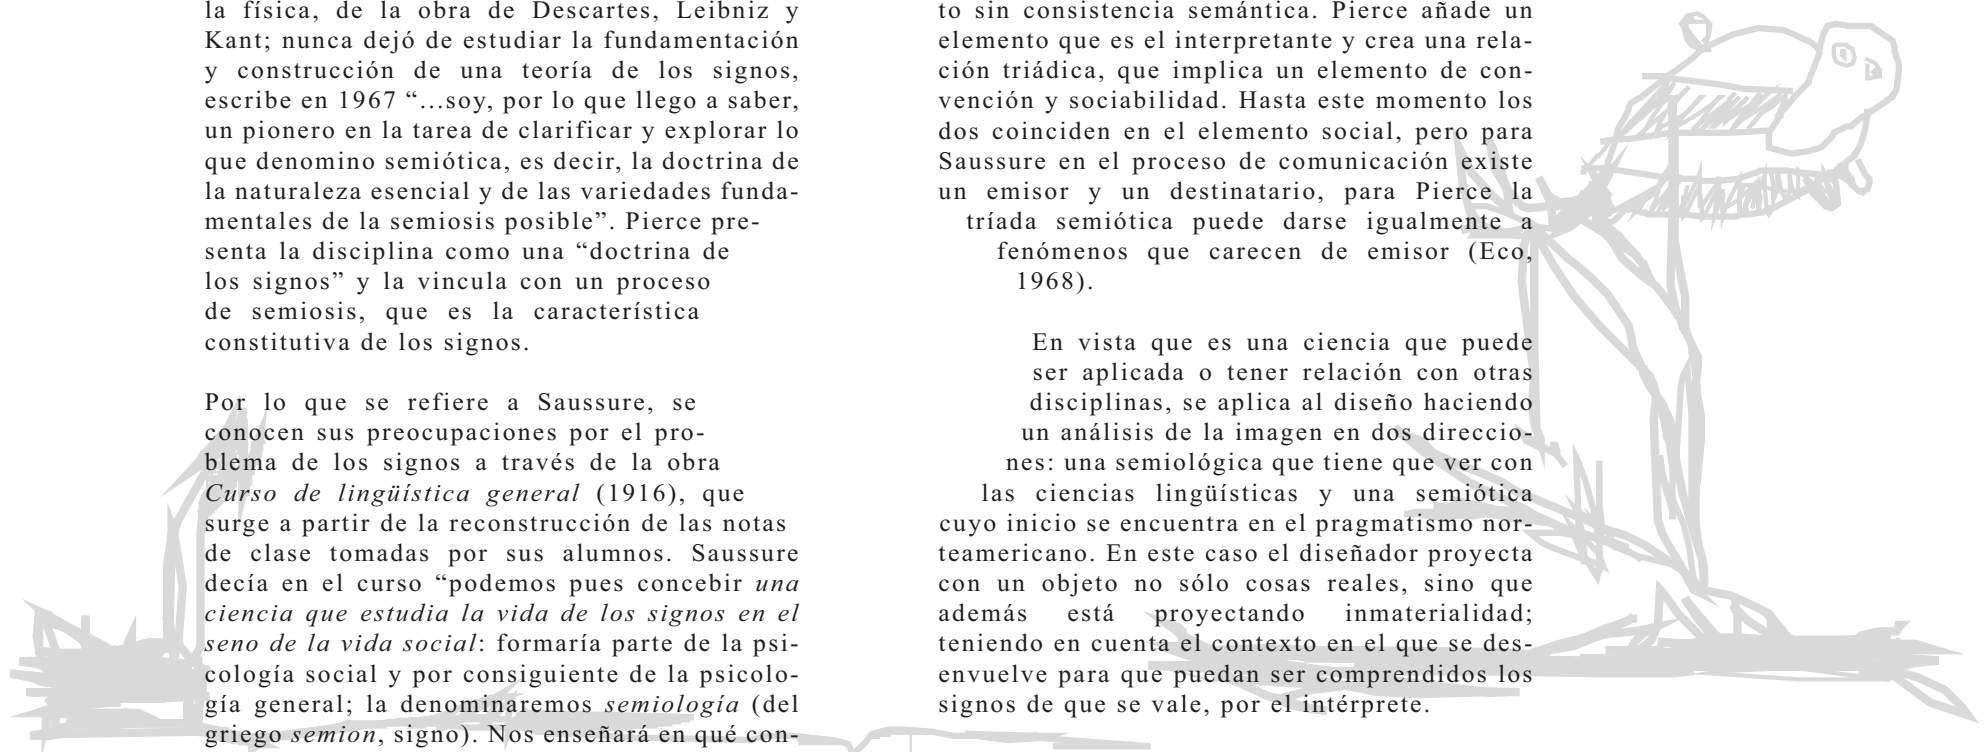 la física, de la obra de Descartes, Leibniz y
Kant; nunca dejó de estudiar la fundamentación
y construcción de una teoría de los signos,
escribe en 1967 “...soy, por lo que llego a saber,
un pionero en la tarea de clarificar y explorar lo
que denomino semiótica, es decir, la doctrina de
la naturaleza esencial y de las variedades funda-
mentales de la semiosis posible”. Pierce pre-
senta la disciplina como una “doctrina de
los signos” y la vincula con un proceso
de semiosis, que es la característica
constitutiva de los signos.
Por lo que se refiere a Saussure, se
conocen sus preocupaciones por el pro-
blema de los signos a través de la obra
Curso de lingüística general (1916), que
surge a partir de la reconstrucción de las notas
de clase tomadas por sus alumnos. Saussure
decía en el curso “podemos pues concebir una
ciencia que estudia la vida de los signos en el
seno de la vida social: formaría parte de la psi-
cología social y por consiguiente de la psicolo-
gía general; la denominaremos semiología (del
griego semion, signo). Nos enseñará en qué con-
to sin consistencia semántica. Pierce añade un
elemento que es el interpretante y crea una rela-
ción triádica, que implica un elemento de con-
vención y sociabilidad. Hasta este momento los
dos coinciden en el elemento social, pero para
Saussure en el proceso de comunicación existe
un emisor y un destinatario, para Pierce la
tríada semiótica puede darse igualmente a
fenómenos que carecen de emisor (Eco,
1968).
En vista que es una ciencia que puede
ser aplicada o tener relación con otras
disciplinas, se aplica al diseño haciendo
un análisis de la imagen en dos direccio-
nes: una semiológica que tiene que ver con
las ciencias lingüísticas y una semiótica
cuyo inicio se encuentra en el pragmatismo nor-
teamericano. En este caso el diseñador proyecta
con un objeto no sólo cosas reales, sino que
además está proyectando inmaterialidad;
teniendo en cuenta el contexto en el que se des-
envuelve para que puedan ser comprendidos los
signos de que se vale, por el intérprete.